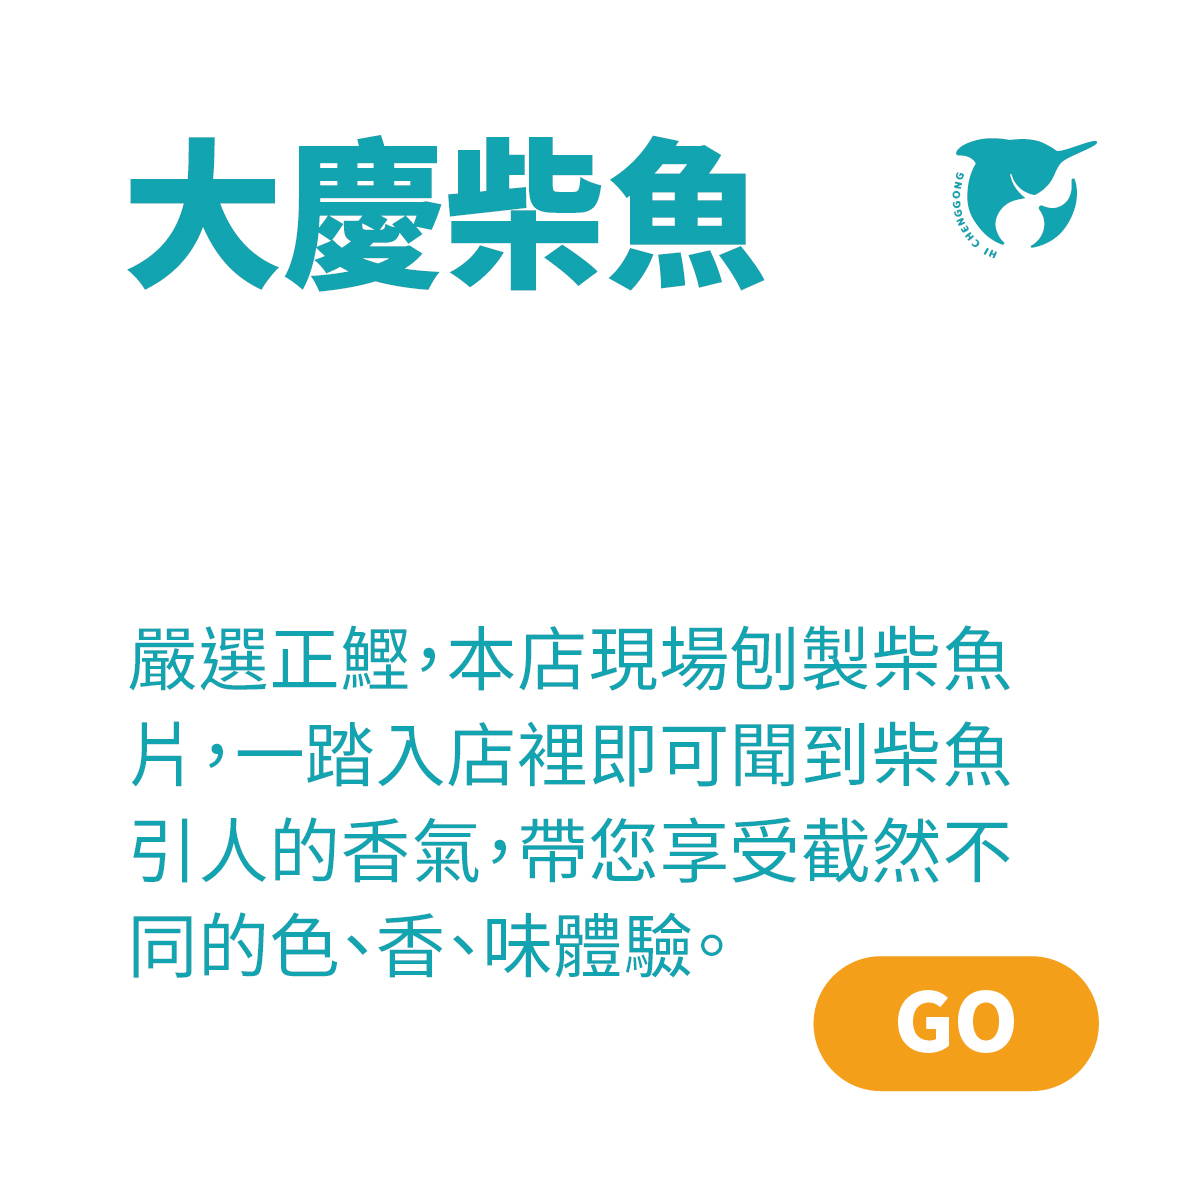 大慶柴魚
HI CHENGGONG
嚴選正鰹，本店現場刨製柴魚
片，一踏入店裡即可聞到柴魚
引人的香氣，帶您享受截然不
同的色、香、味體驗。
GO